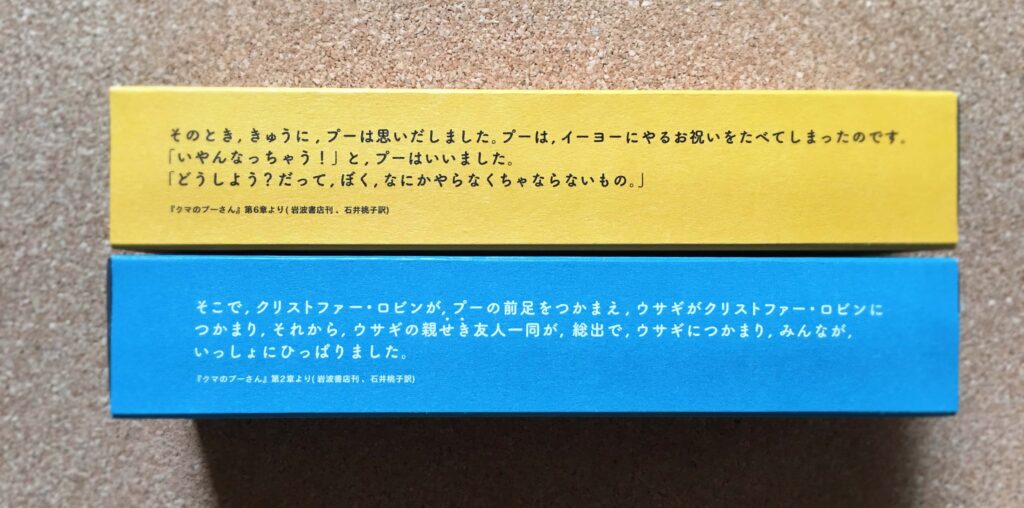 そのとき，きゅうに，プーは思いだしました。プーは，イーヨーにやるお祝いをたべてしまったのです。
「いやんなっちゃう！」と，プーはいいました。
「どうしよう？だって，ぼく，なにかやらなくちゃならないもの。」
『クマのプーさん』第6章より(岩波書店刊、石井桃子訳)
そこで，クリストファー・ロビンが，プーの前足をつかまえ，ウサギがクリストファー・ロビンに
つかまり，それから，ウサギの親せき友人一同が，総出で，ウサギにつかまり，みんなが，
いっしょにひっぱりました。
『クマのプーさん』第2章より(岩波書店刊、石井桃子訳)